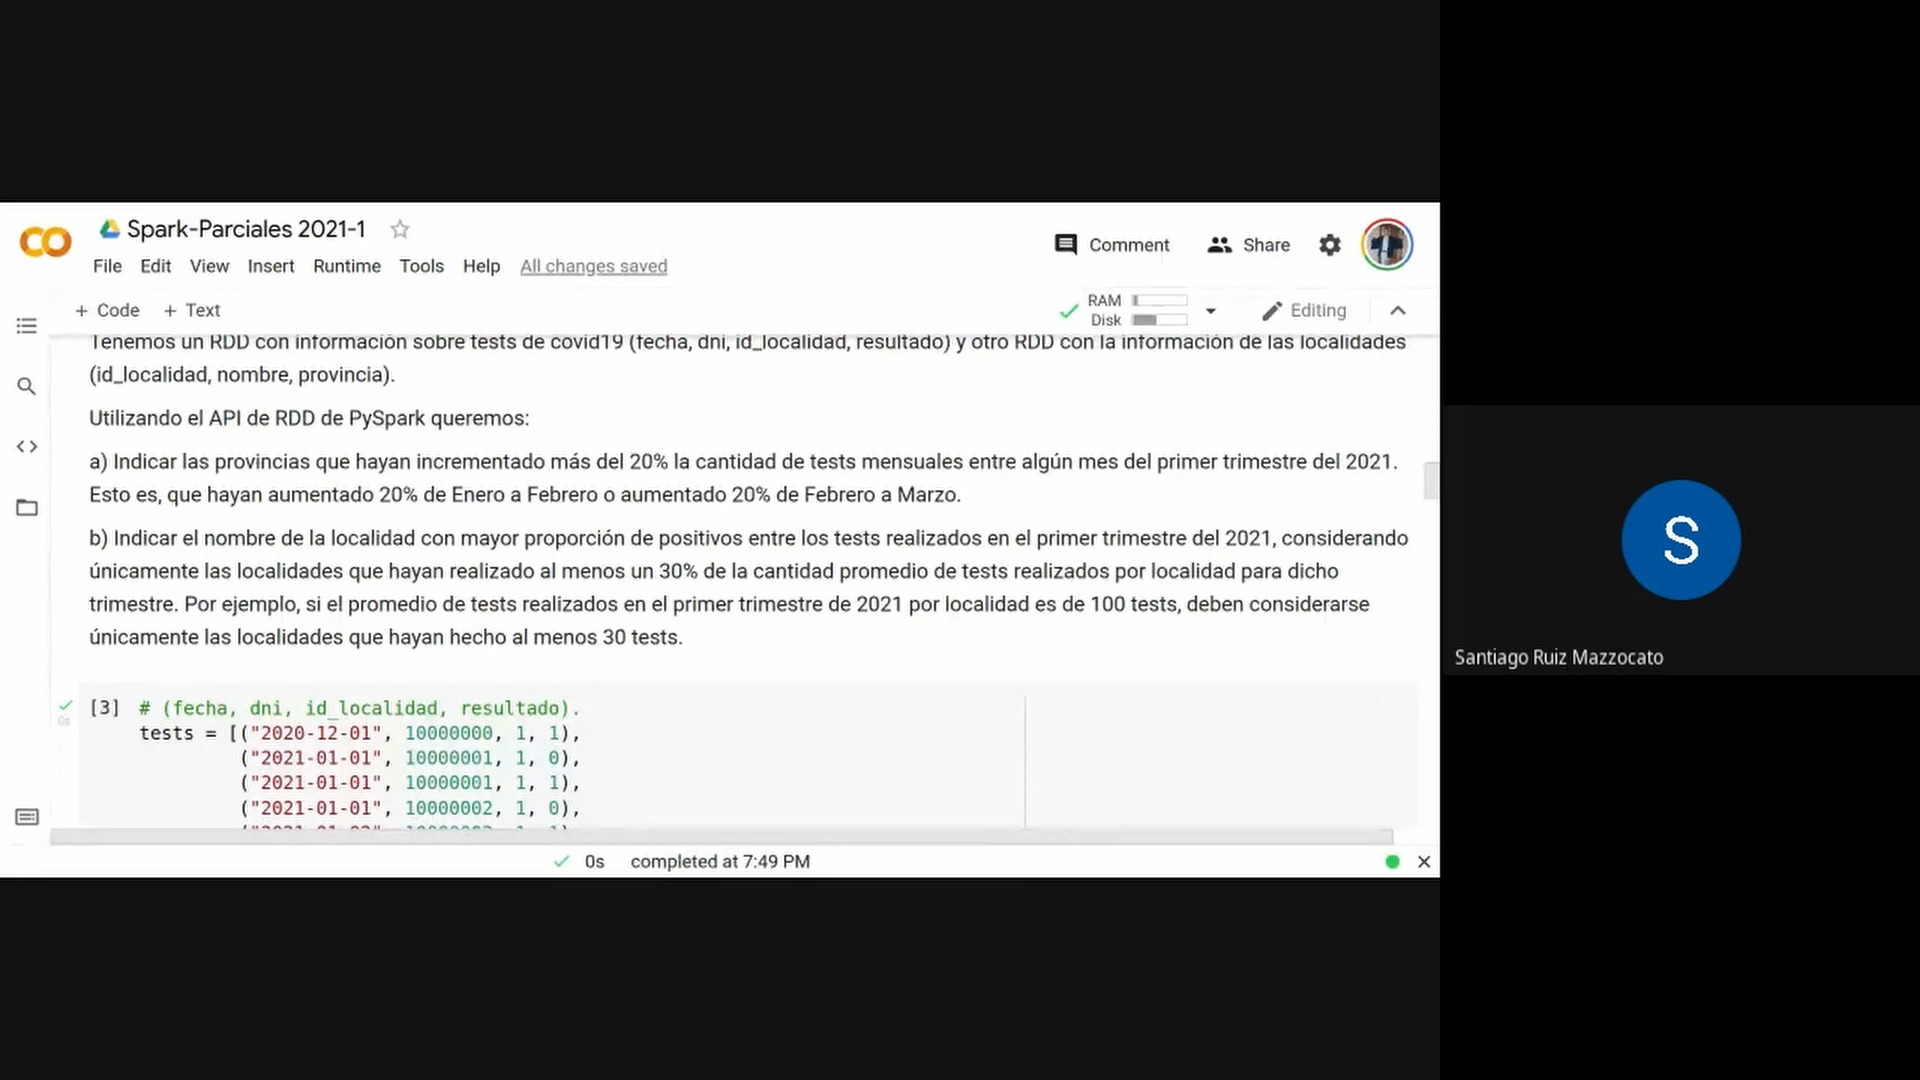 Spark-Parciales 2021-1
Comment
Share
File Edit View Insert Runtime Tools Help All changes saved
+ Code + Text
RAM
Disk
Editing
Tenemos un RDD con información sobre tests de covid19 (fecha, dni, id_localidad, resultado) y otro RDD con la información de las localidades
(id_localidad, nombre, provincia).
Utilizando el API de RDD de PySpark queremos:
a) Indicar las provincias que hayan incrementado más del 20% la cantidad de tests mensuales entre algún mes del primer trimestre del 2021.
Esto es, que hayan aumentado 20% de Enero a Febrero o aumentado 20% de Febrero a Marzo.
b) Indicar el nombre de la localidad con mayor proporción de positivos entre los tests realizados en el primer trimestre del 2021, considerando
únicamente las localidades que hayan realizado al menos un 30% de la cantidad promedio de tests realizados por localidad para dicho
trimestre. Por ejemplo, si el promedio de tests realizados en el primer trimestre de 2021 por localidad es de 100 tests, deben considerarse
únicamente las localidades que hayan hecho al menos 30 tests.
[3] # (fecha, dni, id_localidad, resultado).
0s
tests = [("2020-12-01", 10000000, 1, 1),
("2021-01-01", 10000001, 1, 0),
("2021-01-01", 10000001, 1, 1),
("2021-01-01", 10000002, 1, 0),
0s completed at 7:49 PM
S
Santiago Ruiz Mazzocato